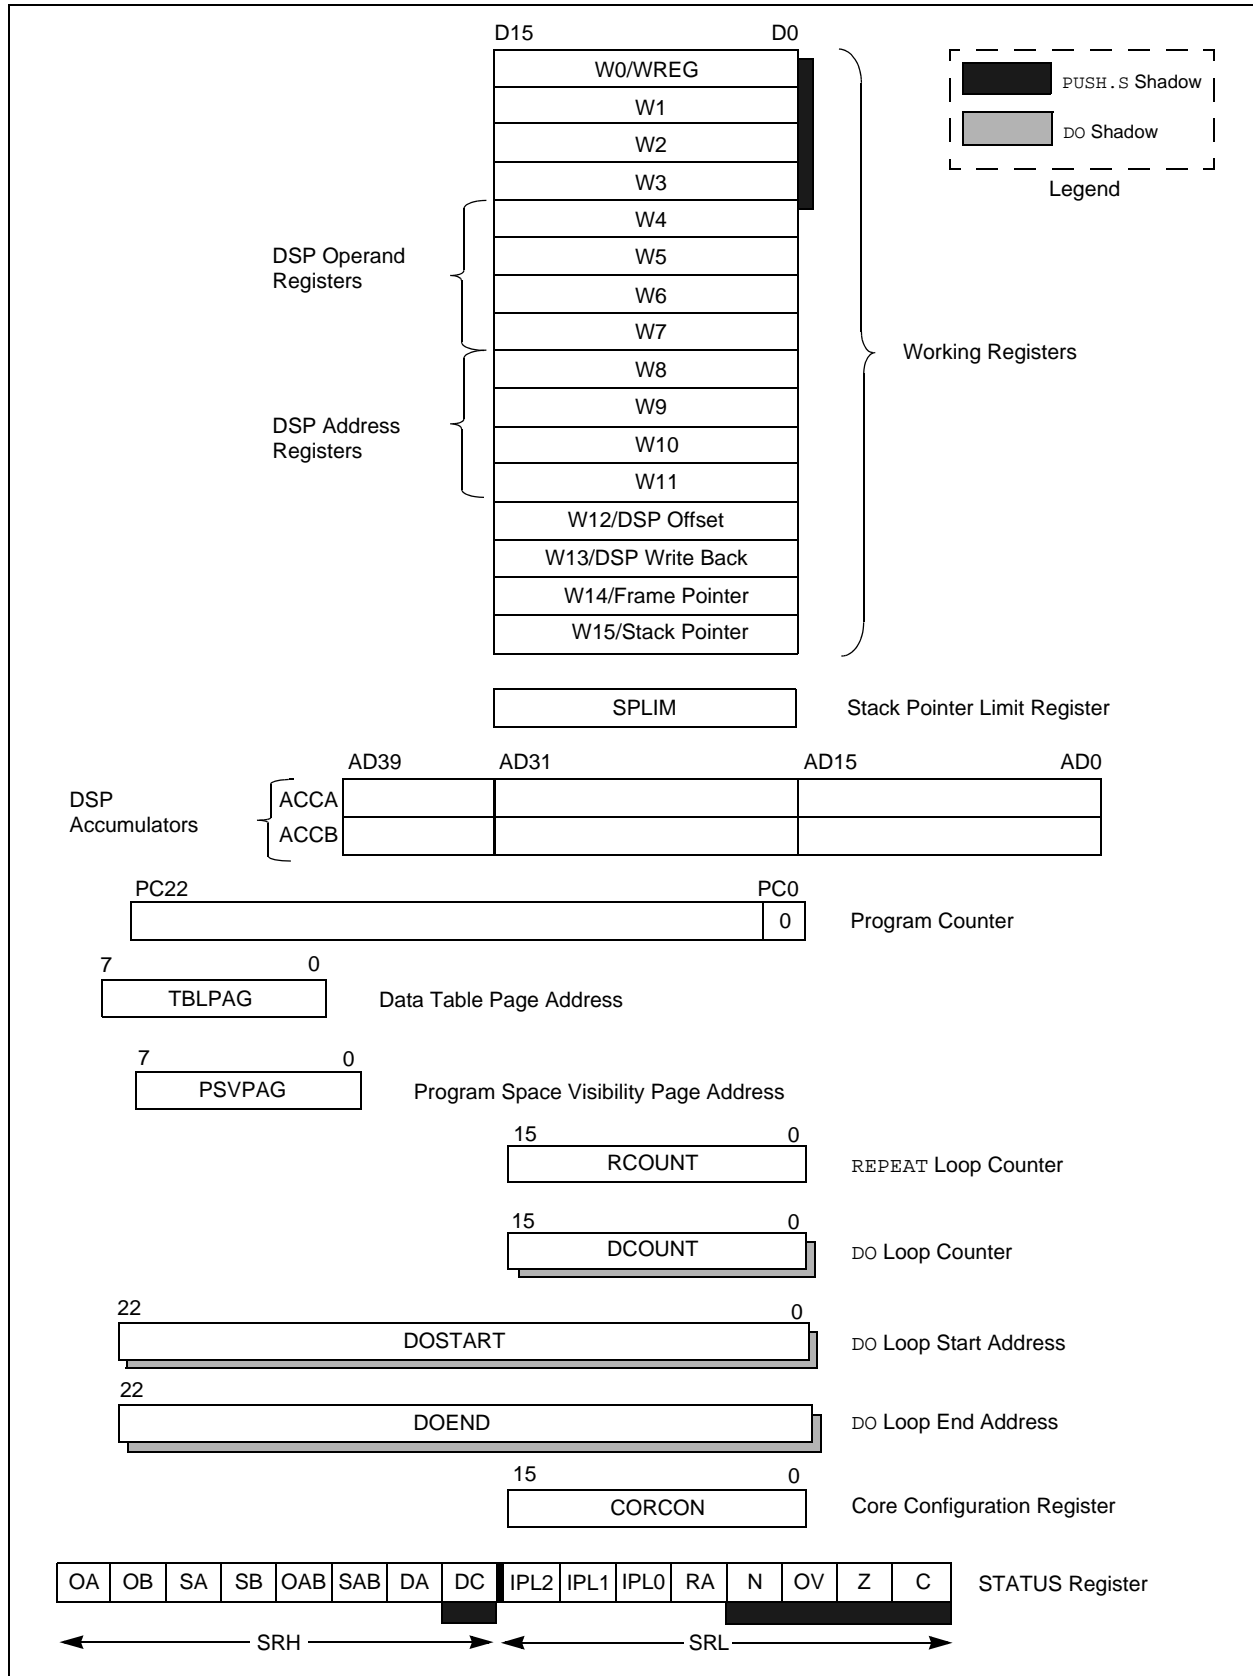 D15 D0
W0/WREG
W1
W2
W3
W4
W5
W6
W7
W8
W9
W10
W11
W12/DSP Offset
W13/DSP Write Back
W14/Frame Pointer
W15/Stack Pointer
PUSH.S Shadow
DO Shadow
Legend
DSP Operand
Registers
DSP Address
Registers
Working Registers
SPLIM Stack Pointer Limit Register
AD39 AD31 AD15 AD0
DSP
Accumulators
ACCA
ACCB
PC22 PC0
0 Program Counter
7 0
TBLPAG Data Table Page Address
7 0
PSVPAG Program Space Visibility Page Address
15 0
RCOUNT REPEAT Loop Counter
15 0
DCOUNT DO Loop Counter
22 0
DOSTART DO Loop Start Address
22
DOEND DO Loop End Address
15 0
CORCON Core Configuration Register
OA OB SA SB OAB SAB DA DC IPL2 IPL1 IPL0 RA N OV Z C STATUS Register
SRH SRL